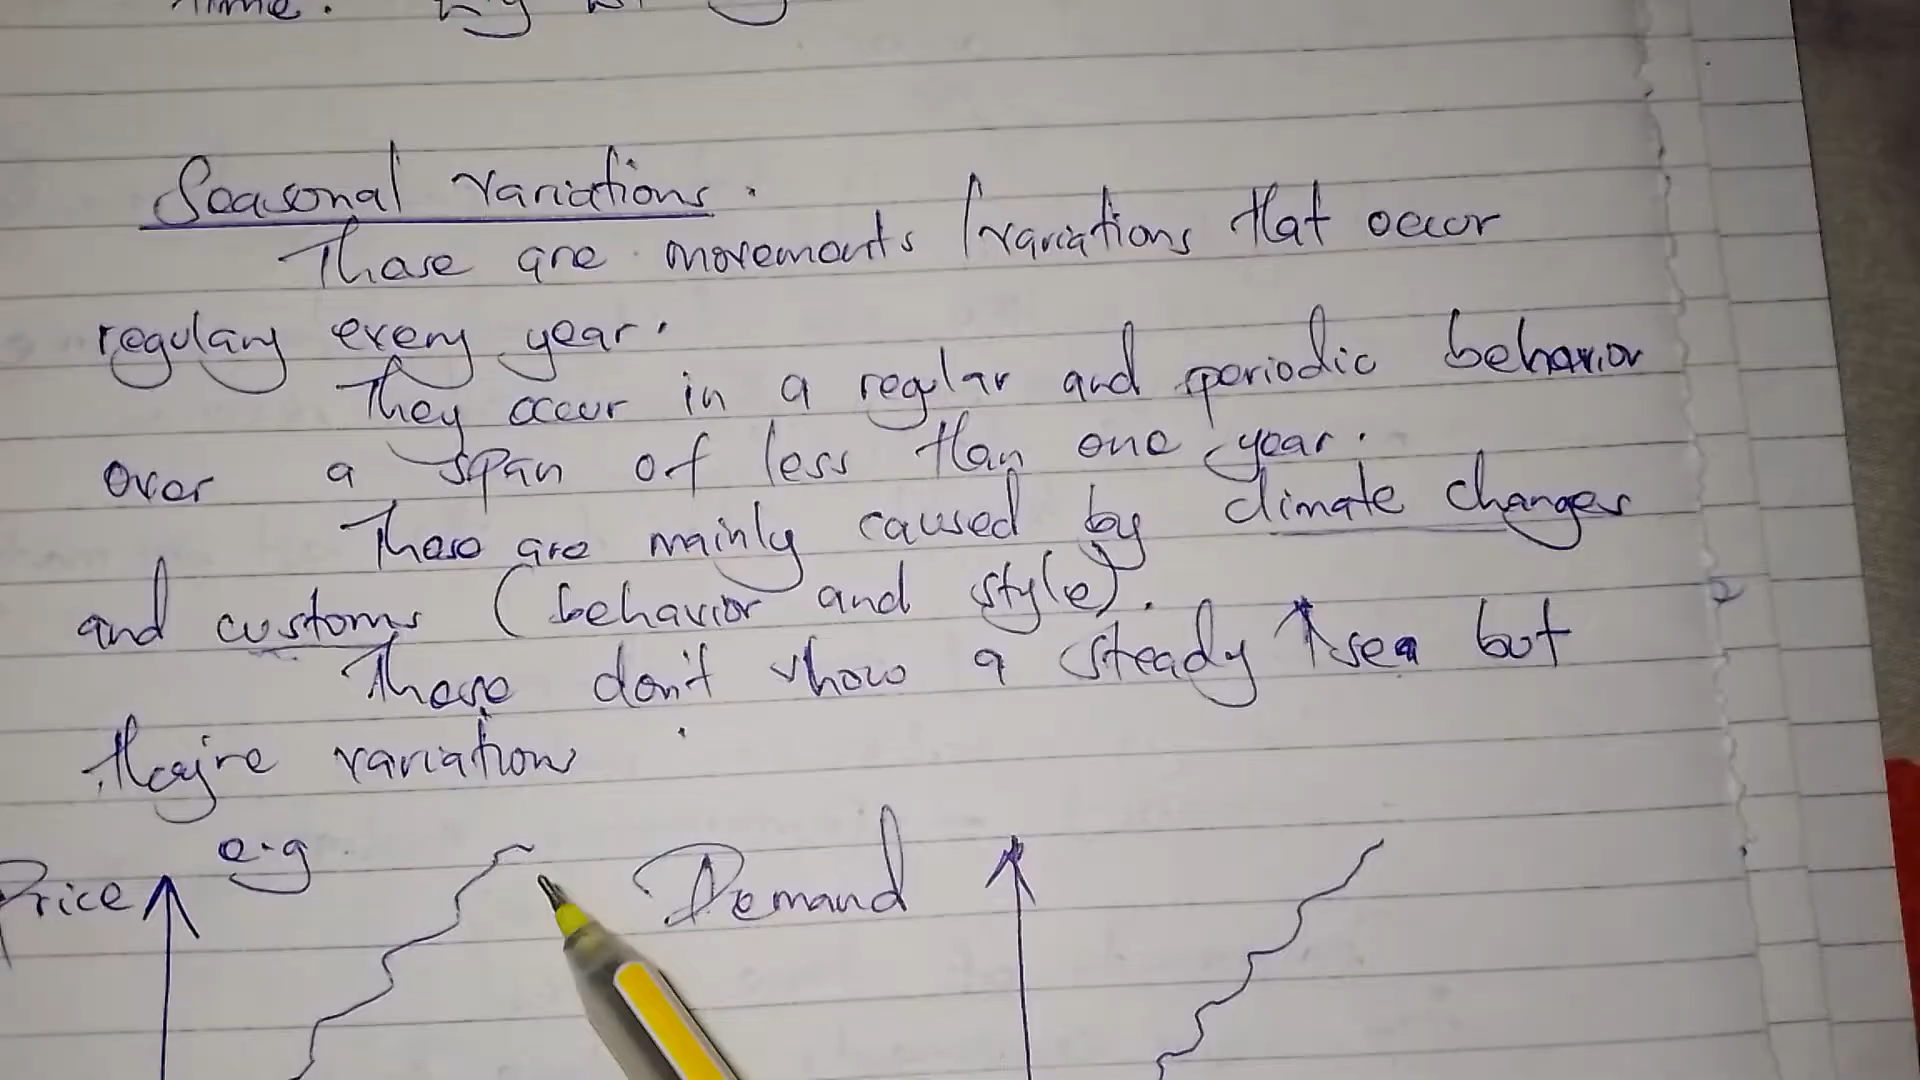 time.
Seasonal Variations.
These are movements / variations that occur
regulary every year.
They occur in a regular and periodic behavior
over a span of less than one year.
These are mainly caused by climate changes
and customs (behavior and style).
These don't show a steady but
they're variation
e.g
Price Demand